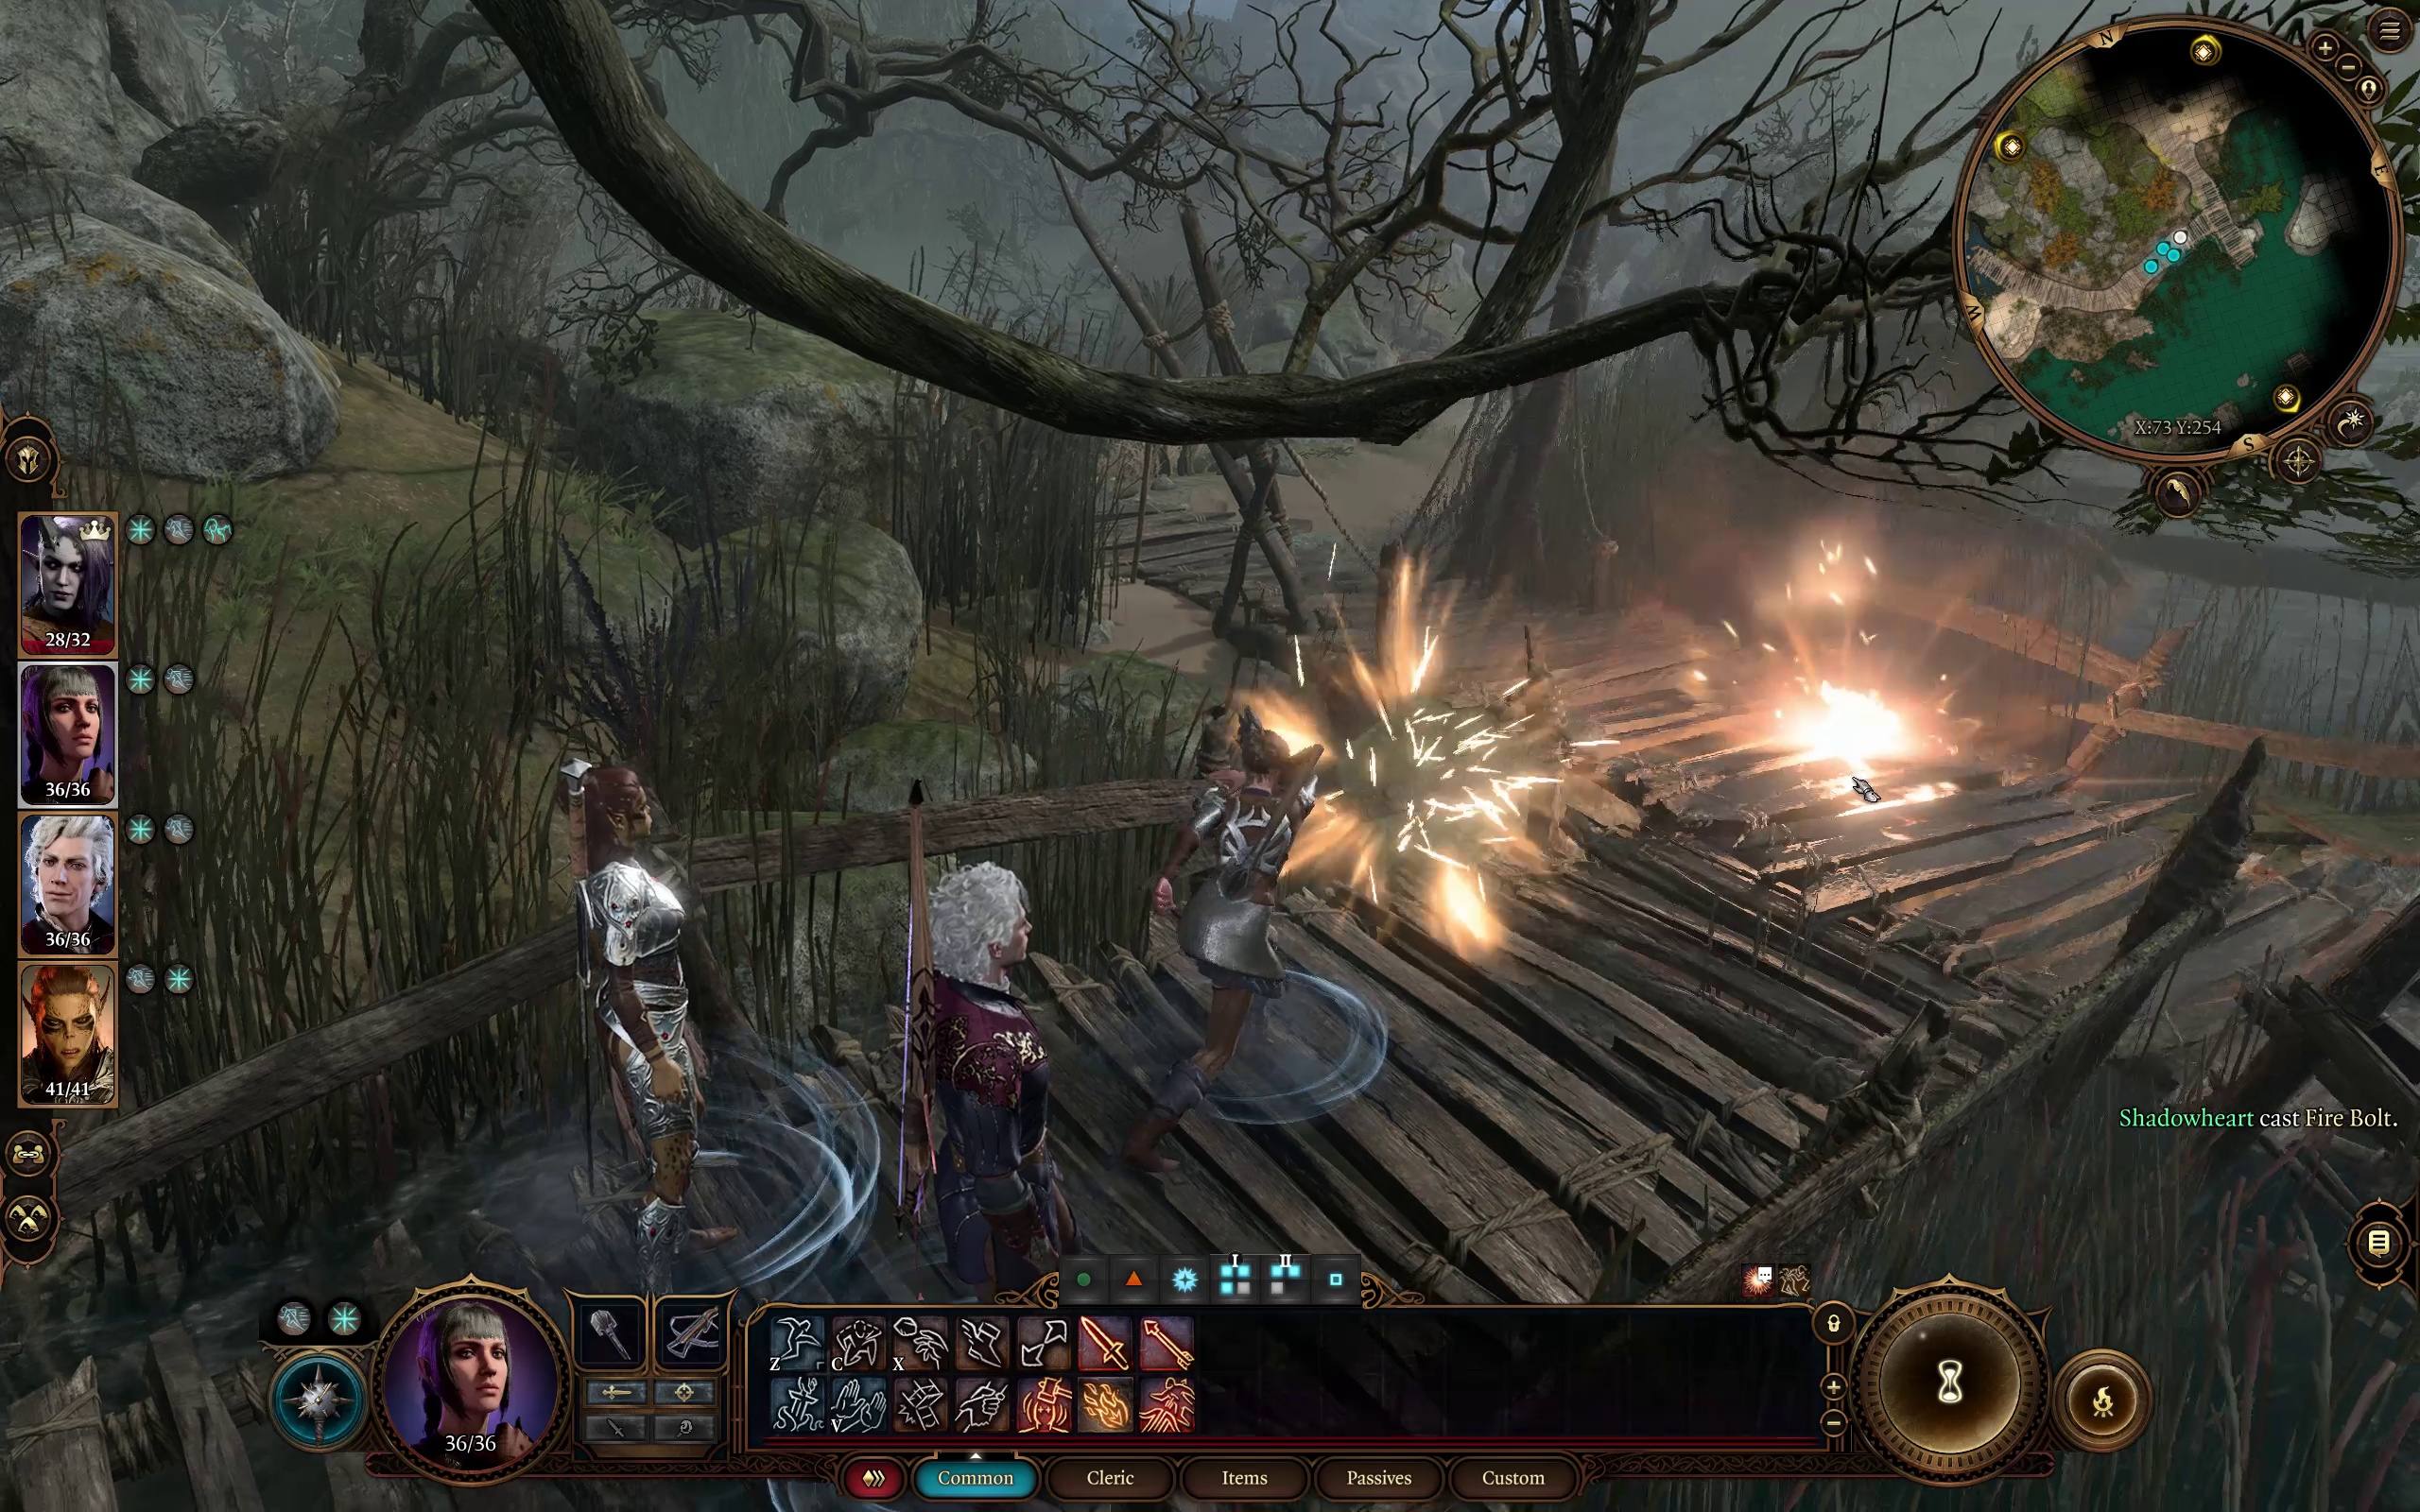 N
E
W
S
X:73 Y:254
28/32
36/36
36/36
41/41
Shadowheart cast Fire Bolt.
I II
Z C X
V
36/36
Common Cleric Items Passives Custom